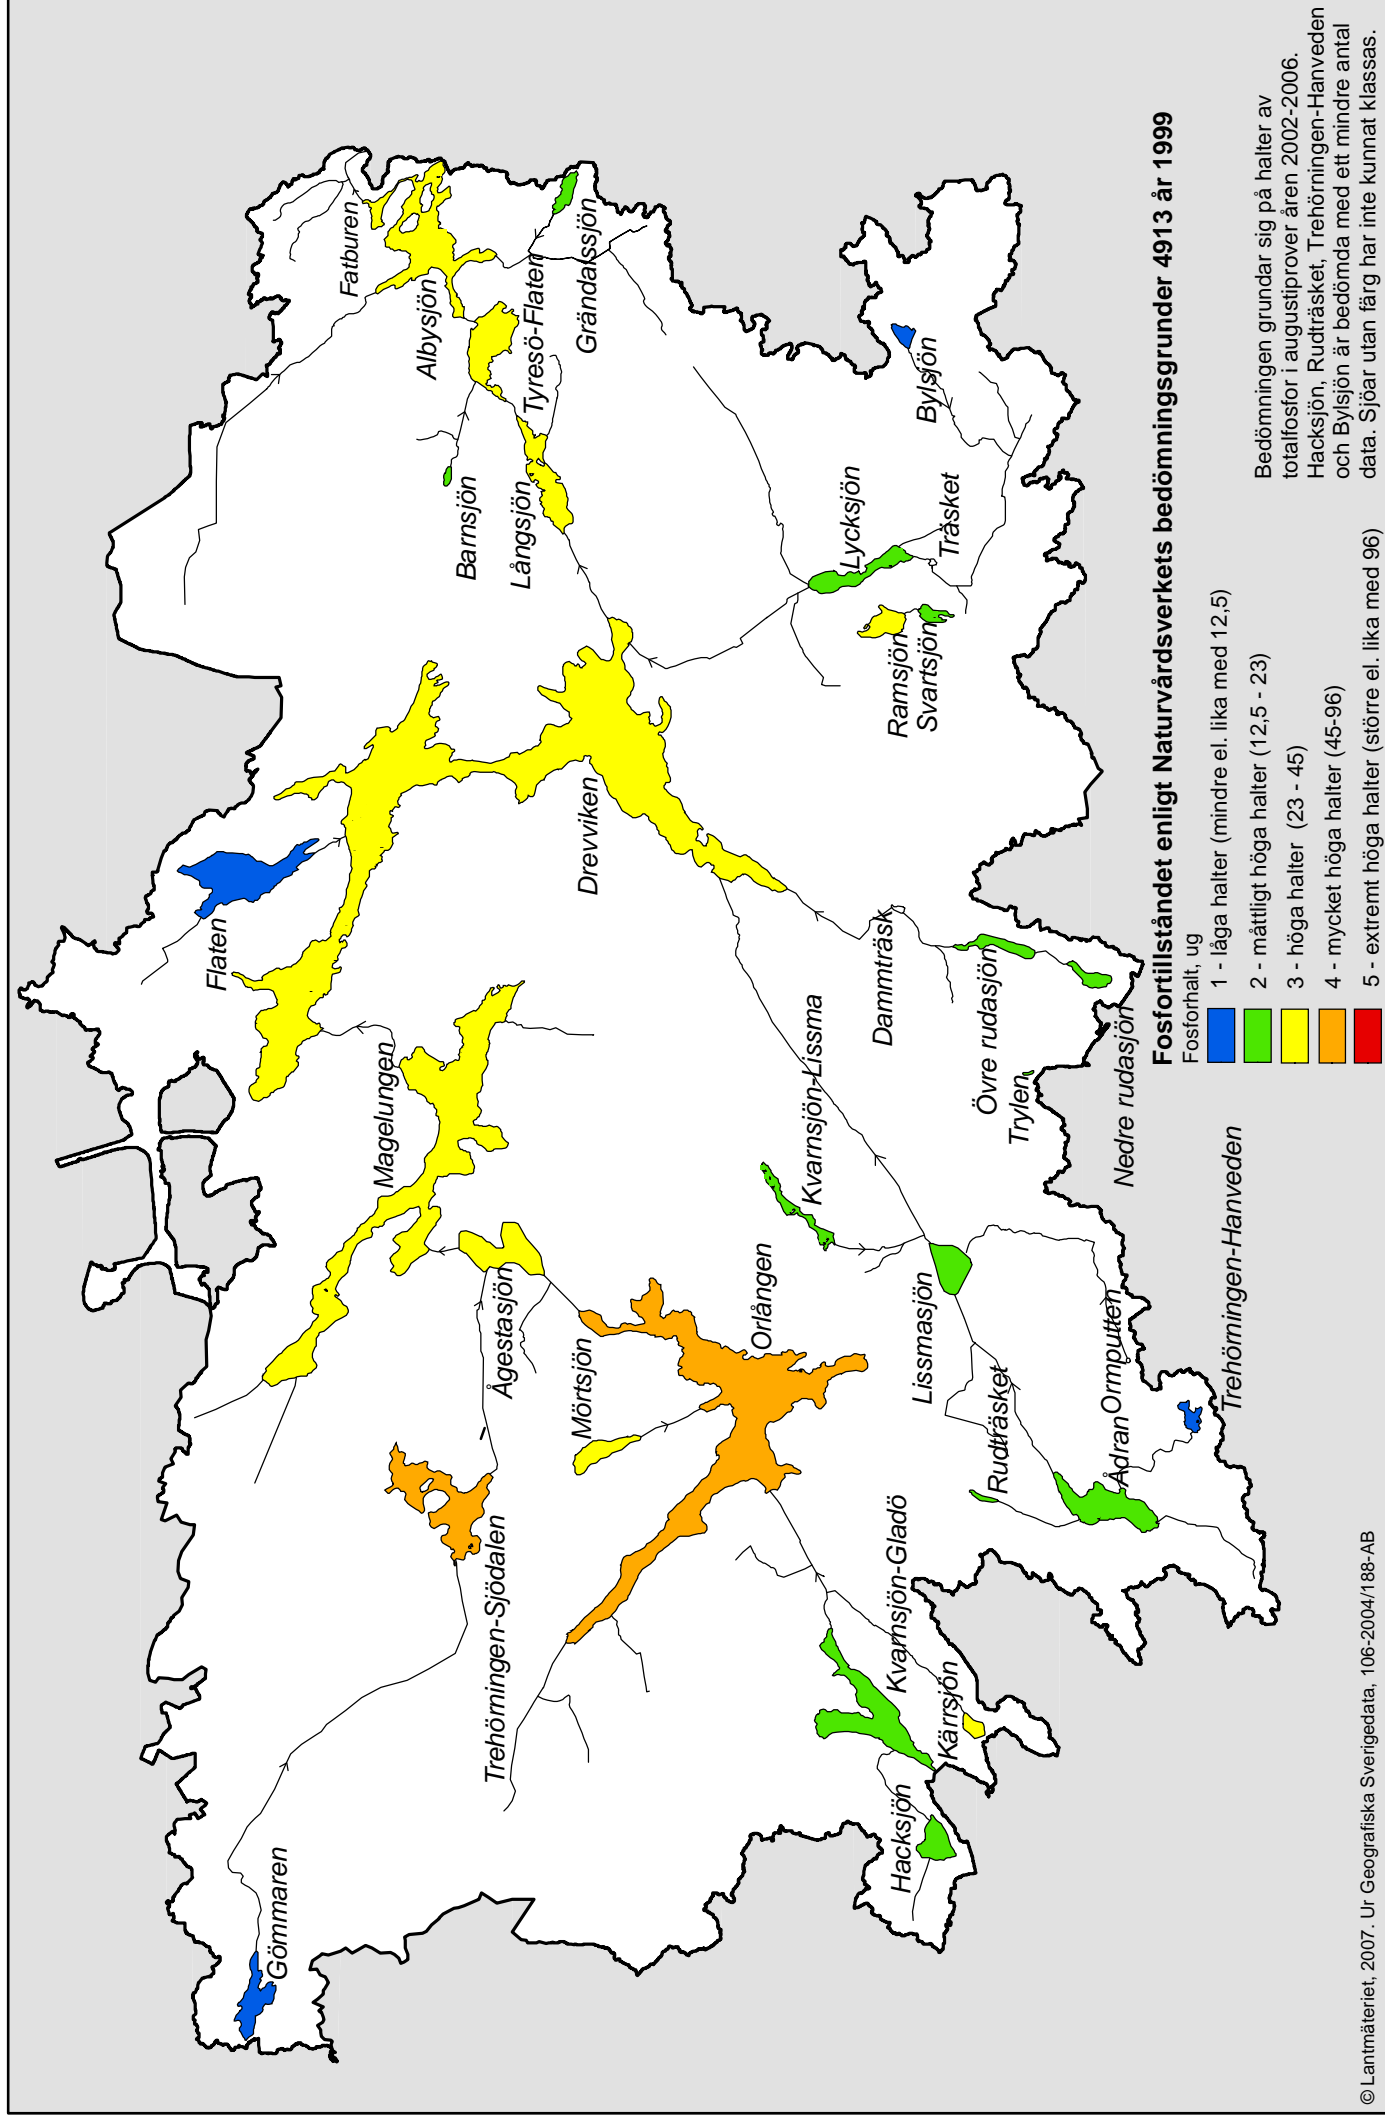 Gömmaren
Flaten
Fatburen
Magelungen
Albysjön
Barnsjön
Trehörningen-Sjödalen
Ågestasjön
Långsjön
Tyresö-Flaten
Mörtsjön
Drevviken
Grändalssjön
Orlången
Kvarnsjön-Lissma
Lycksjön
Dammträsk
Hacksjön
Kvarnsjön-Gladö
Lissmasjön
Ramsjön
Svartsjön
Bylsjön
Träsket
Kärrsjön
Rudträsket
Övre rudasjön
Trylen
Ådran
Ormputten
Nedre rudasjön
Trehörningen-Hanveden
Fosfortillståndet enligt Naturvårdsverkets bedömningsgrunder 4913 år 1999
Fosforhalt, ug
1 - låga halter (mindre el. lika med 12,5)
2 - måttligt höga halter (12,5 - 23)
3 - höga halter (23 - 45)
4 - mycket höga halter (45-96)
5 - extremt höga halter (större el. lika med 96)
Bedömningen grundar sig på halter av
totalfosfor i augustiprover åren 2002-2006.
Hacksjön, Rudträsket, Trehörningen-Hanveden
och Bylsjön är bedömda med ett mindre antal
data. Sjöar utan färg har inte kunnat klassas.
© Lantmäteriet, 2007. Ur Geografiska Sverigedata, 106-2004/188-AB